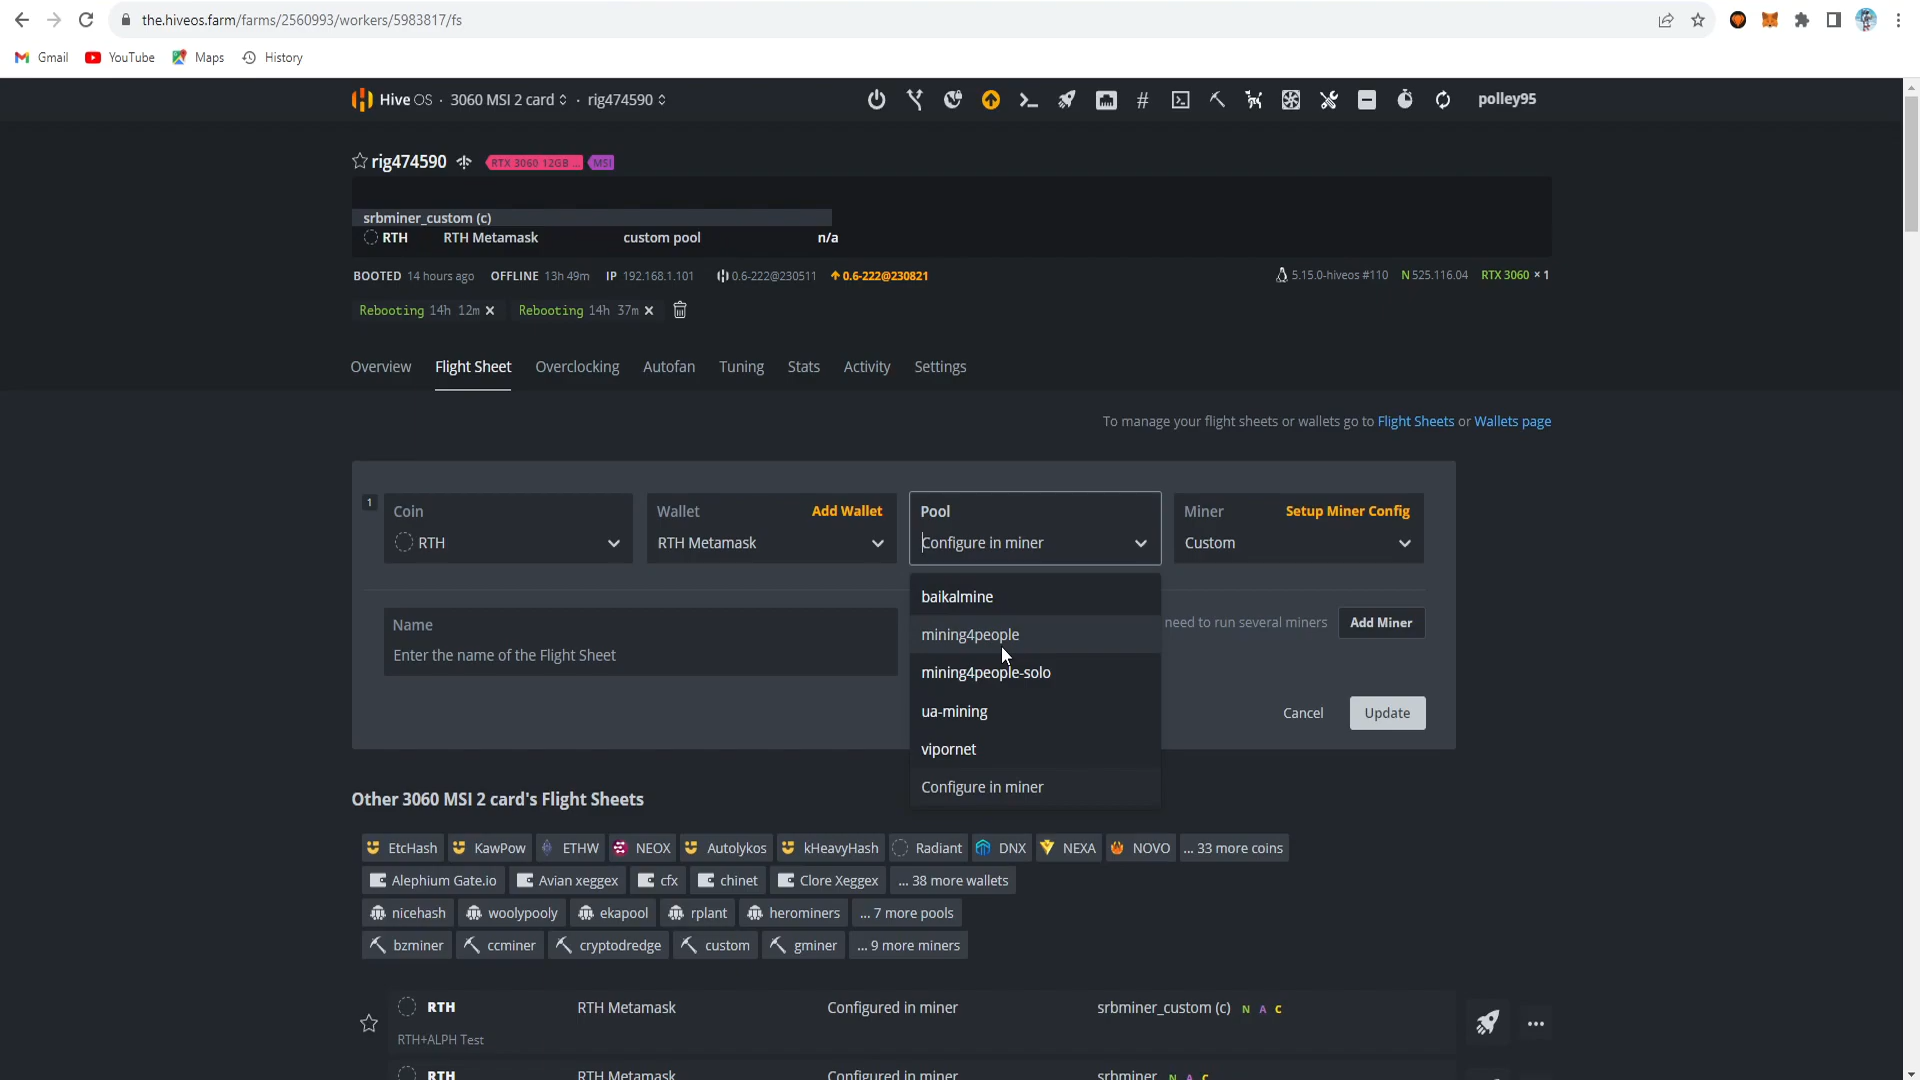 the.hiveos.farm/farms/2560993/workers/5983817/fs
Gmail YouTube Maps History
Hive OS · 3060 MSI 2 card · rig474590 polley95
rig474590 RTX 3060 12GB ... MSI
srbminer_custom (c)
RTH RTH Metamask custom pool n/a
BOOTED 14 hours ago OFFLINE 13h 49m IP 192.168.1.101 0.6-222@230511 0.6-222@230821 5.15.0-hiveos #110 N 525.116.04 RTX 3060 × 1
Rebooting 14h 12m × Rebooting 14h 37m ×
Overview Flight Sheet Overclocking Autofan Tuning Stats Activity Settings
To manage your flight sheets or wallets go to Flight Sheets or Wallets page
1 Coin Wallet Add Wallet Pool Miner Setup Miner Config
RTH RTH Metamask Configure in miner Custom
baikalmine
Name mining4people need to run several miners Add Miner
Enter the name of the Flight Sheet mining4people-solo
ua-mining Cancel Update
vipornet
Configure in miner
Other 3060 MSI 2 card's Flight Sheets
EtcHash KawPow ETHW NEOX Autolykos kHeavyHash Radiant DNX NEXA NOVO ... 33 more coins
Alephium Gate.io Avian xeggex cfx chinet Clore Xeggex ... 38 more wallets
nicehash woolypooly ekapool rplant herominers ... 7 more pools
bzminer ccminer cryptodredge custom gminer ... 9 more miners
RTH RTH Metamask Configured in miner srbminer_custom (c) N A C
RTH+ALPH Test
RTH RTH Metamask Configured in miner srbminer N A C